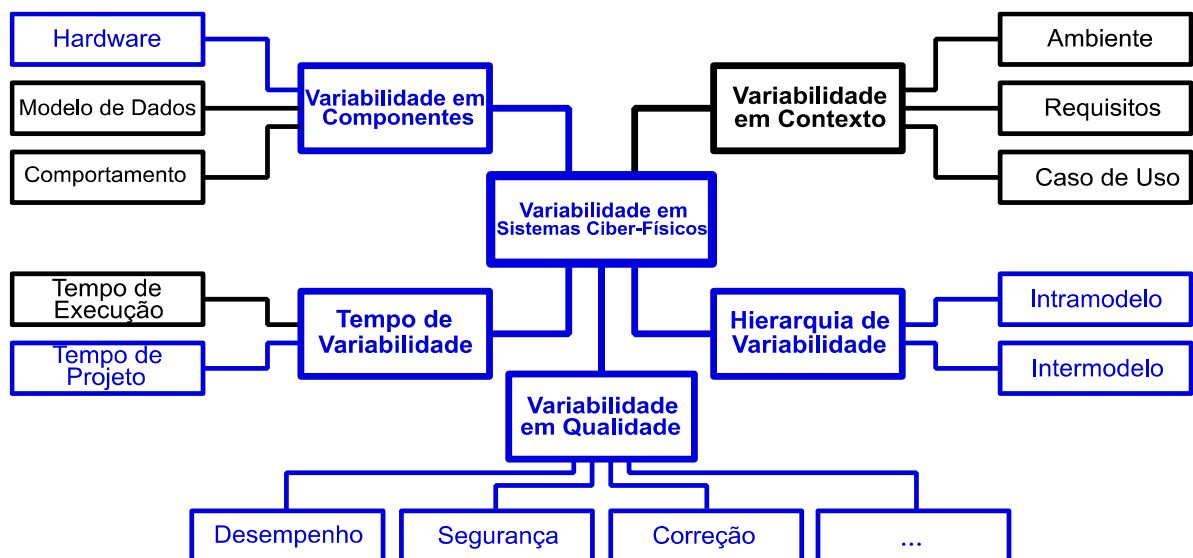 Hardware
Modelo de Dados
Comportamento
Variabilidade em
Componentes
Variabilidade
em Contexto
Ambiente
Requisitos
Caso de Uso
Variabilidade em
Sistemas Ciber-Físicos
Tempo de
Execução
Tempo de
Projeto
Tempo de
Variabilidade
Hierarquia de
Variabilidade
Intramodelo
Intermodelo
Variabilidade
em Qualidade
Desempenho
Segurança
Correção
...